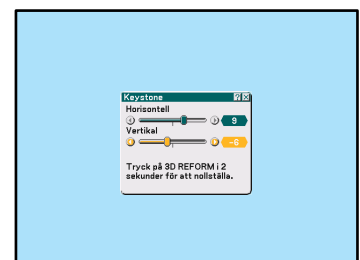 Keystone
Horisontell
9
Vertikal
-6
Tryck på 3D REFORM i 2
sekunder för att nollställa.